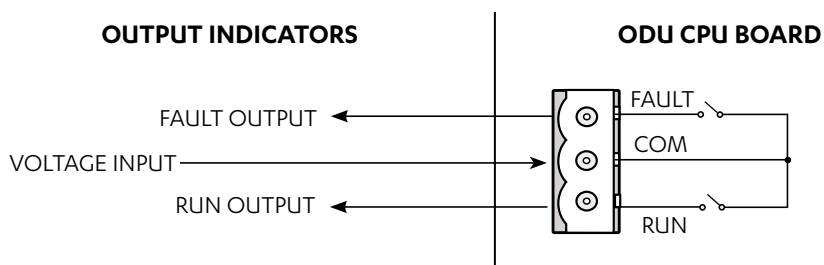 OUTPUT INDICATORS
ODU CPU BOARD
FAULT OUTPUT
FAULT
VOLTAGE INPUT
COM
RUN OUTPUT
RUN